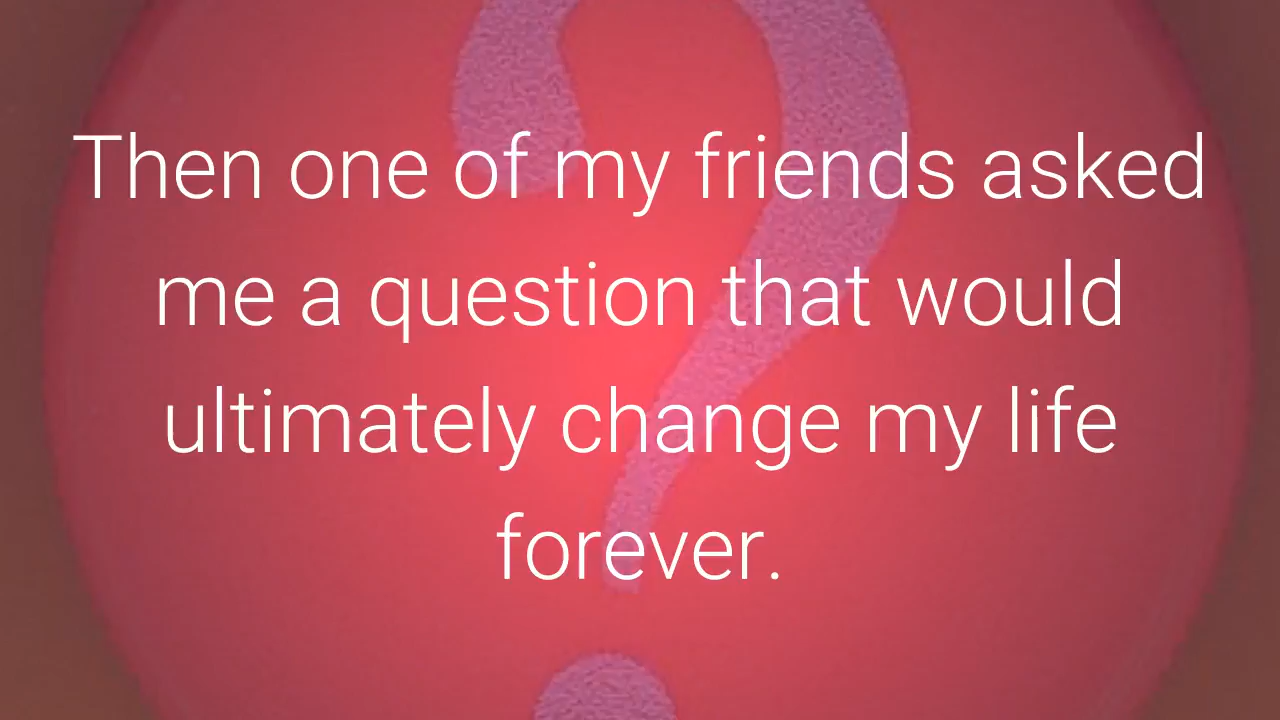 Then one of my friends asked
me a question that would
ultimately change my life
forever.